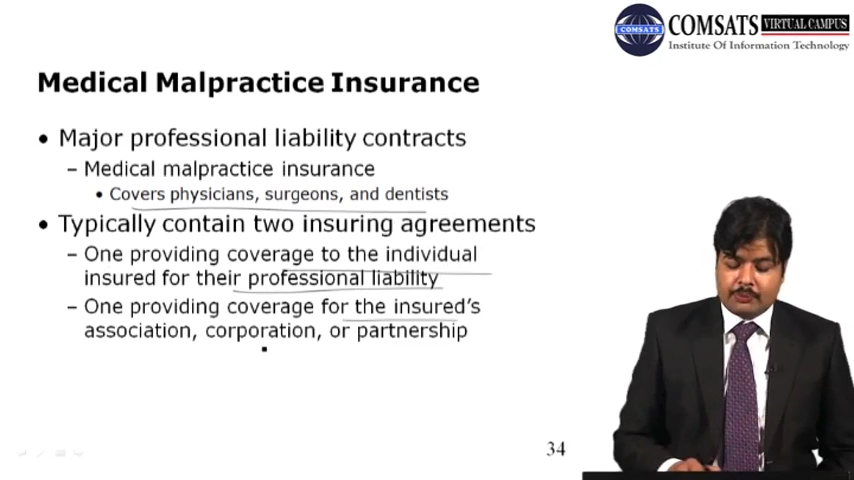 COMSATS
COMSATS VIRTUAL CAMPUS
Institute Of Information Technology
Medical Malpractice Insurance
• Major professional liability contracts
– Medical malpractice insurance
• Covers physicians, surgeons, and dentists
• Typically contain two insuring agreements
– One providing coverage to the individual
insured for their professional liability
– One providing coverage for the insured's
association, corporation, or partnership
34